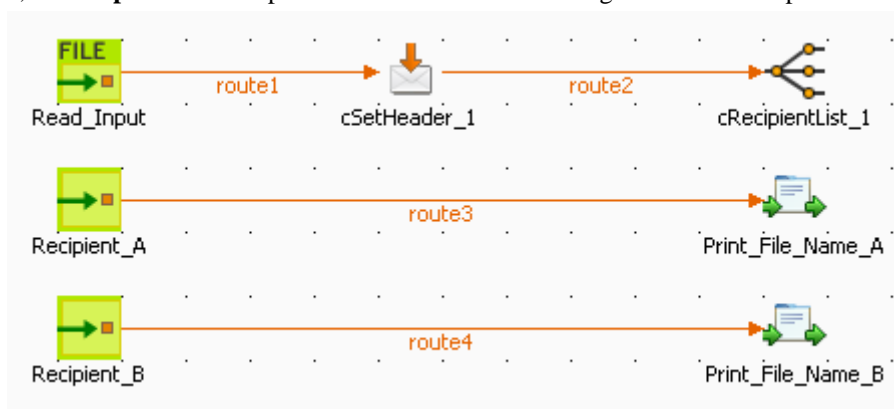 FILE
route1
route2
Read_Input
cSetHeader_1
cRecipientList_1
route3
Recipient_A
Print_File_Name_A
route4
Recipient_B
Print_File_Name_B